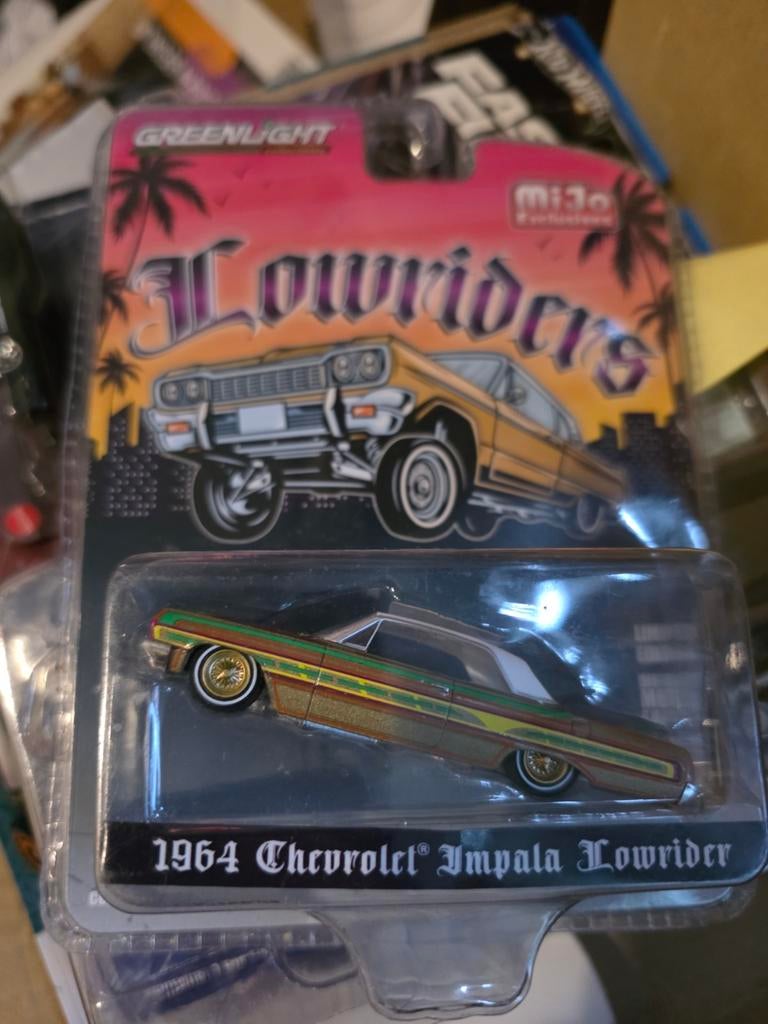 GREENLIGHT
MiJo
Exclusives
Lowriders
1964 Chevrolet® Impala Lowrider